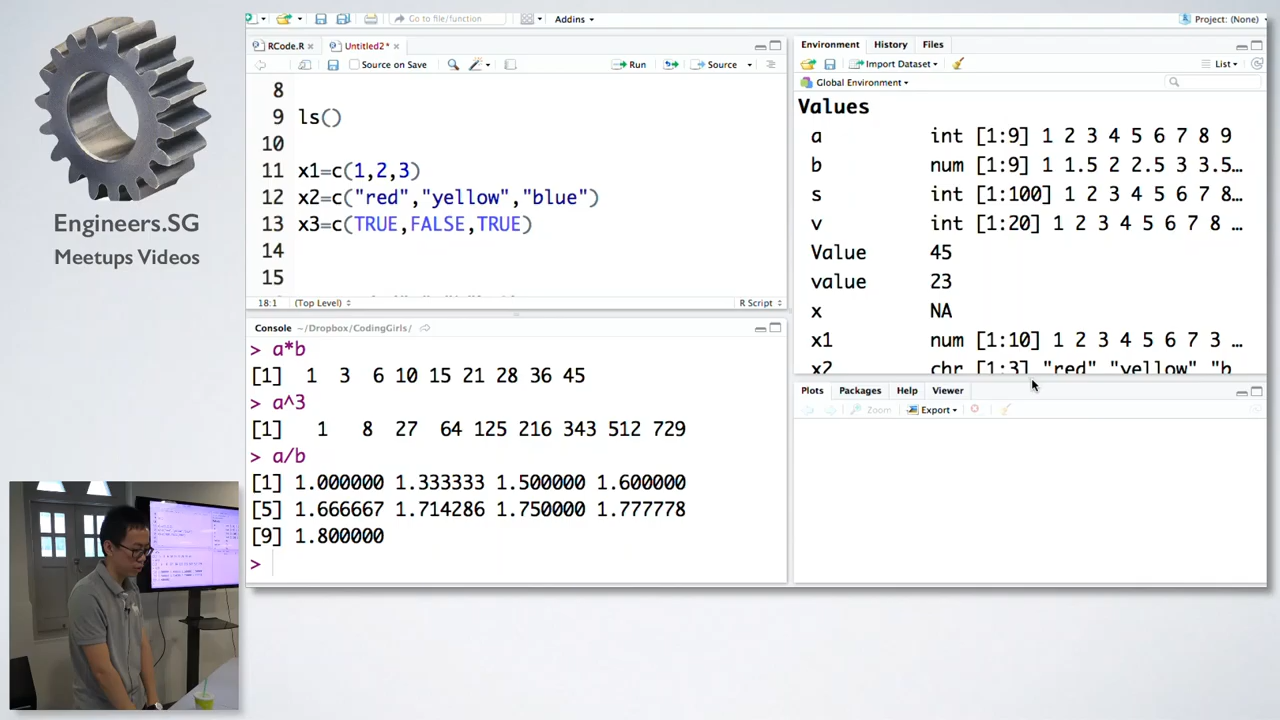 Engineers.SG
Meetups Videos
Go to file/function
Addins
Project: (None)
RCode.R
Untitled2*
Source on Save
Run
Source
8
9 ls()
10
11 x1=c(1,2,3)
12 x2=c("red","yellow","blue")
13 x3=c(TRUE,FALSE,TRUE)
14
15
18:1 (Top Level) R Script
Console ~/Dropbox/CodingGirls/
> a*b
[1] 1 3 6 10 15 21 28 36 45
> a^3
[1] 1 8 27 64 125 216 343 512 729
> a/b
[1] 1.000000 1.333333 1.500000 1.600000
[5] 1.666667 1.714286 1.750000 1.777778
[9] 1.800000
>
Environment History Files
Import Dataset
List
Global Environment
Values
a int [1:9] 1 2 3 4 5 6 7 8 9
b num [1:9] 1 1.5 2 2.5 3 3.5…
s int [1:100] 1 2 3 4 5 6 7 8…
v int [1:20] 1 2 3 4 5 6 7 8 …
Value 45
value 23
x NA
x1 num [1:10] 1 2 3 4 5 6 7 3 …
x2 chr [1:3] "red" "yellow" "b
Plots Packages Help Viewer
Zoom Export